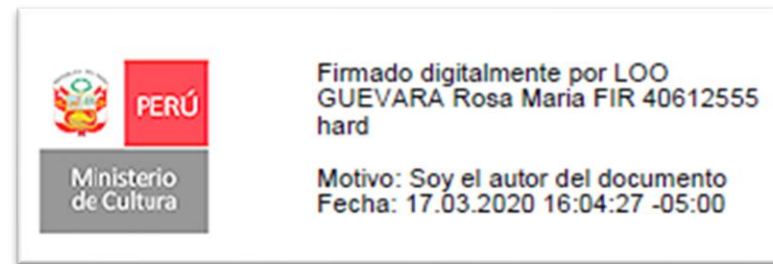 PERÚ
Ministerio
de Cultura
Firmado digitalmente por LOO
GUEVARA Rosa Maria FIR 40612555
hard
Motivo: Soy el autor del documento
Fecha: 17.03.2020 16:04:27 -05:00